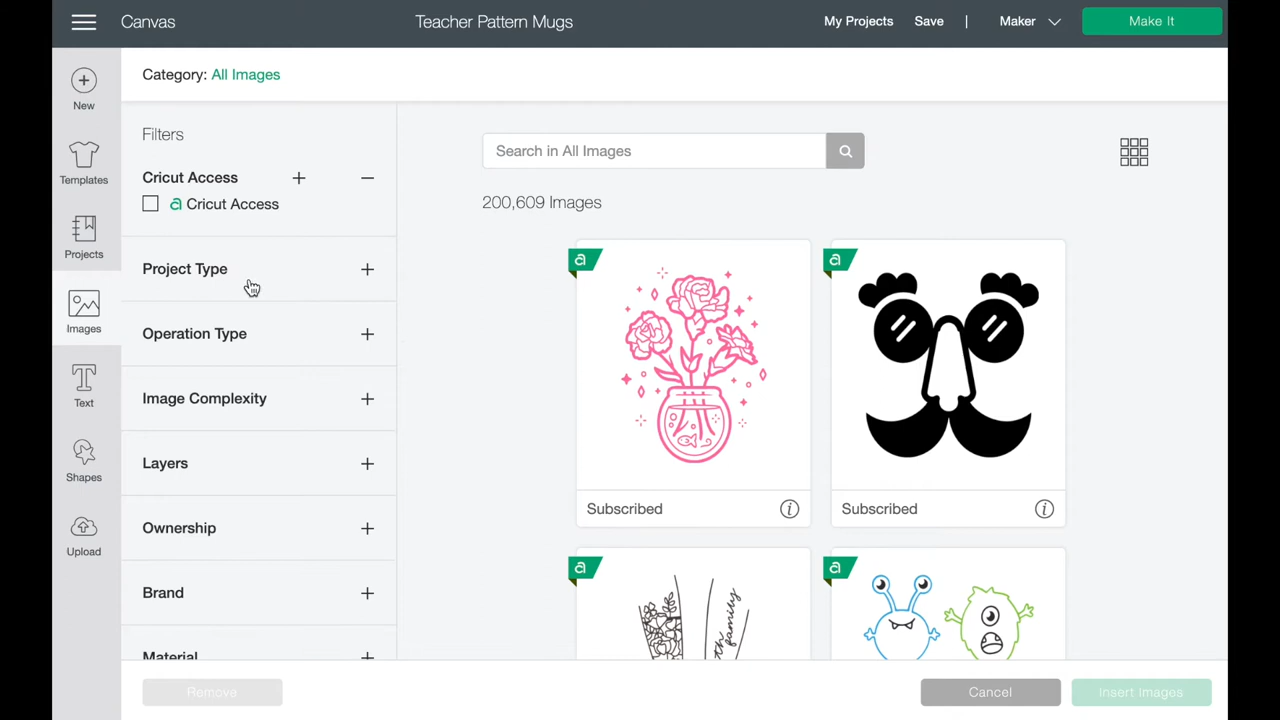 Canvas
Teacher Pattern Mugs
My Projects Save | Maker Make It
New
Templates
Projects
Images
Text
Shapes
Upload
Category: All Images
Filters
Cricut Access
a Cricut Access
Project Type
Operation Type
Image Complexity
Layers
Ownership
Brand
Material
Search in All Images
200,609 Images
a
a
Subscribed
Subscribed
a
a
family
Remove
Cancel
Insert Images